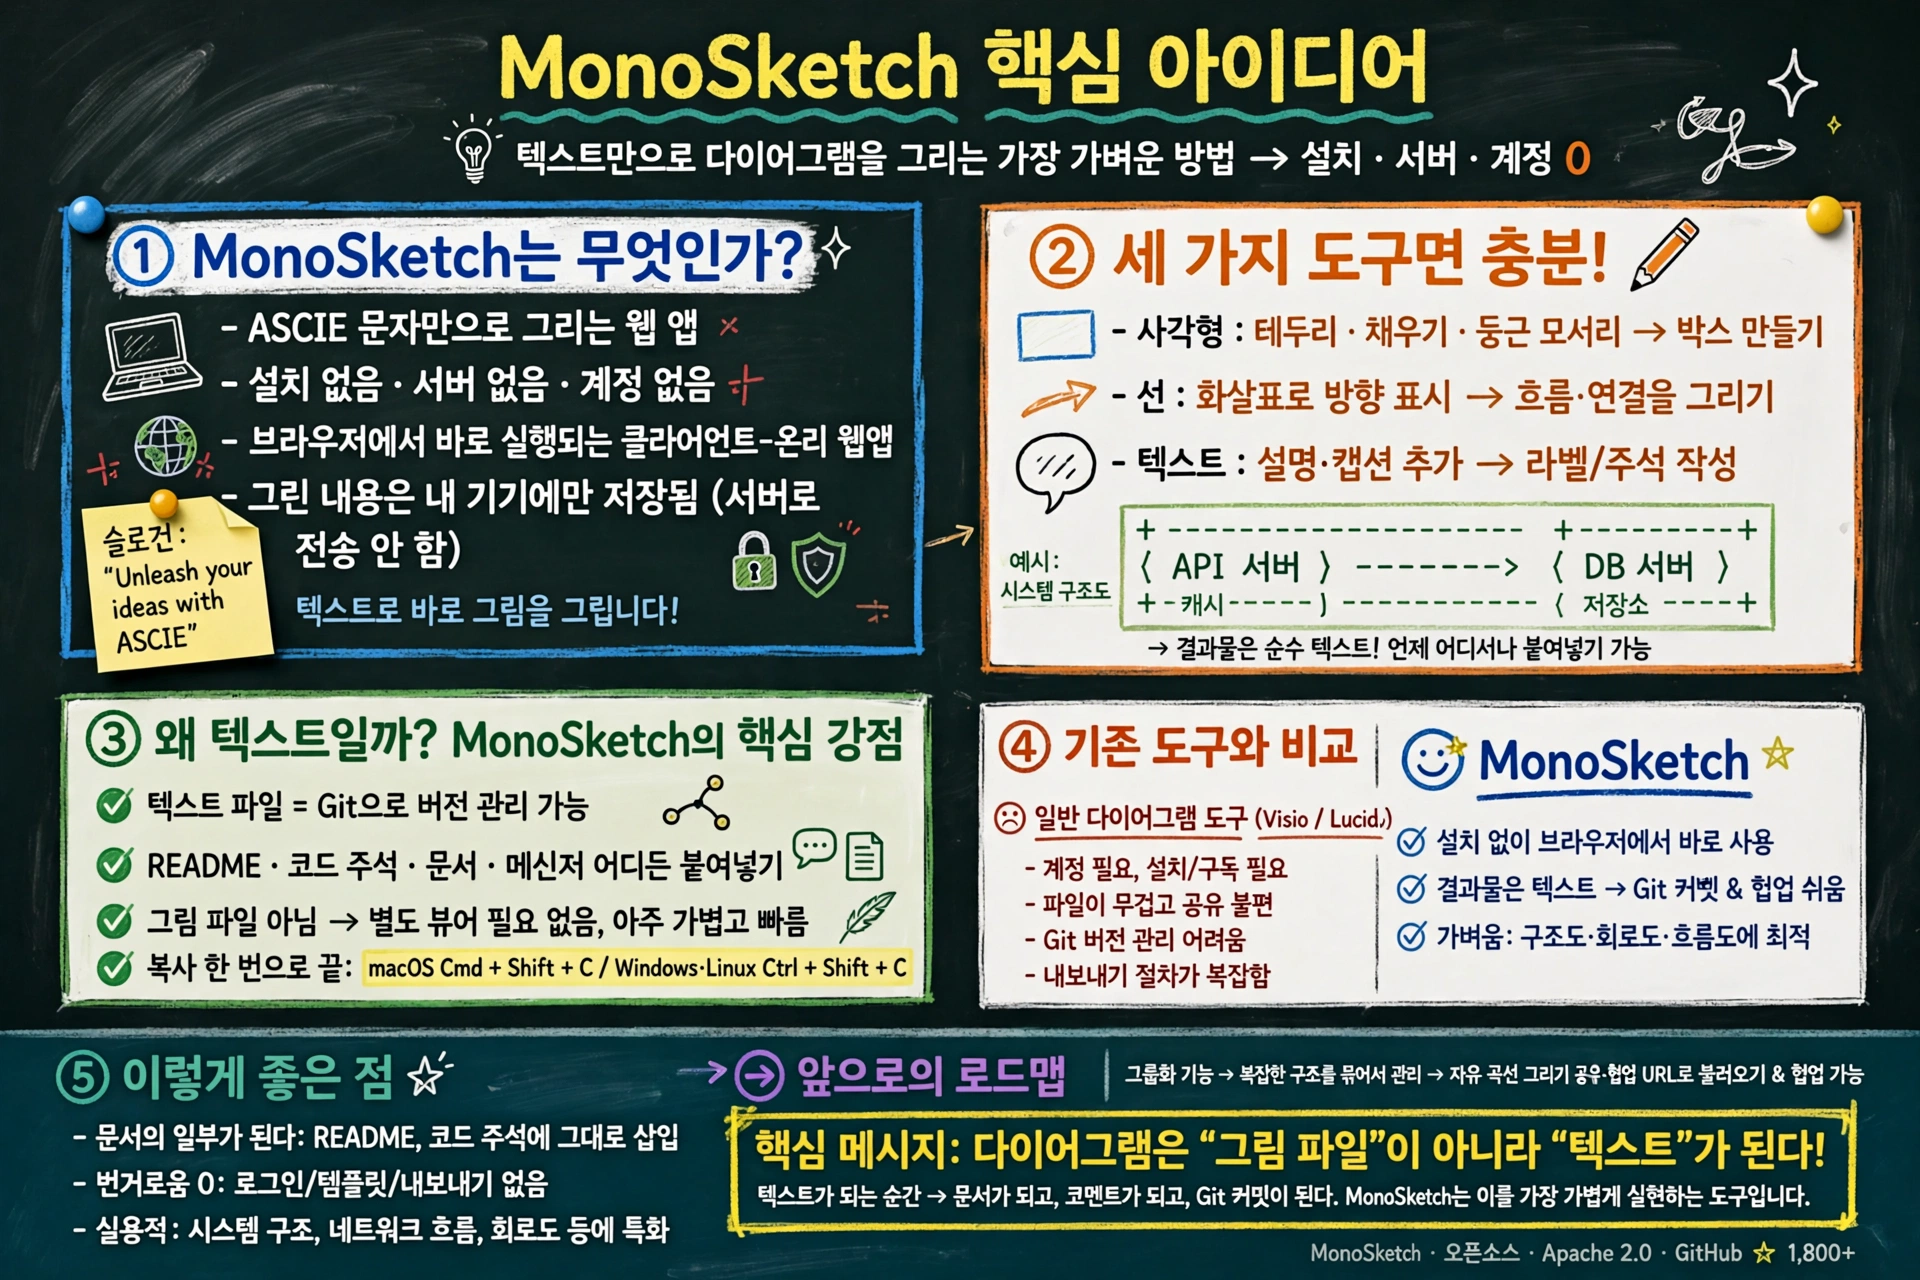 MonoSketch 핵심 아이디어
텍스트만으로 다이어그램을 그리는 가장 가벼운 방법 → 설치 · 서버 · 계정 0
① MonoSketch는 무엇인가?
- ASCIE 문자만으로 그리는 웹 앱
- 설치 없음 · 서버 없음 · 계정 없음
- 브라우저에서 바로 실행되는 클라어언트-온리 웹앱
- 그린 내용은 내 기기에만 저장됨 (서버로
전송 안 함)
텍스트로 바로 그림을 그립니다!
슬로건 :
“Unleash your
ideas with
ASCIE”
② 세 가지 도구면 충분!
- 사각형 : 테두리 · 채우기 · 둥근 모서리 → 박스 만들기
- 선 : 화살표로 방향 표시 → 흐름·연결을 그리기
- 텍스트 : 설명·캡션 추가 → 라벨/주석 작성
예시:
시스템 구조도
+ --------------------- +---------+
⟨ API 서버 ⟩ -------> ⟨ DB 서버 ⟩
+ - 캐시 ------ ) ------------ ⟨ 저장소 -----+
→ 결과물은 순수 텍스트! 언제 어디서나 붙여넣기 가능
③ 왜 텍스트일까? MonoSketch의 핵심 강점
텍스트 파일 = Git으로 버전 관리 가능
README · 코드 주석 · 문서 · 메신저 어디든 붙여넣기
그림 파일 아님 → 별도 뷰어 필요 없음, 아주 가볍고 빠름
복사 한 번으로 끝: macOS Cmd + Shift + C / Windows·Linux Ctrl + Shift + C
④ 기존 도구와 비교
일반 다이어그램 도구 (Visio / Lucid.)
- 계정 필요, 설치/구독 필요
- 파일이 무겁고 공유 불편
- Git 버전 관리 어려움
- 내보내기 절차가 복잡함
MonoSketch
설치 없이 브라우저에서 바로 사용
결과물은 텍스트 → Git & 협업 쉬움
가벼움: 구조도·회로도·흐름도에 최적
⑤ 이렇게 좋은 점
- 문서의 일부가 된다: README, 코드 주석에 그대로 삽입
- 번거로움 0: 로그인/템플릿/내보내기 없음
- 실용적: 시스템 구조, 네트워크 흐름, 회로도 등에 특화
→ 앞으로의 로드맵
그룹화 기능 → 복잡한 구조를 묶어서 관리 → 자유 곡선 그리기 공유·협업 URL로 불러오기 & 협업 가능
핵심 메시지: 다이어그램은 “그림 파일”이 아니라 “텍스트”가 된다!
텍스트가 되는 순간 → 문서가 되고, 코멘트가 되고, Git 커밋이 된다. MonoSketch는 이를 가장 가볍게 실현하는 도구입니다.
MonoSketch · 오픈소스 · Apache 2.0 · GitHub ☆ 1,800+